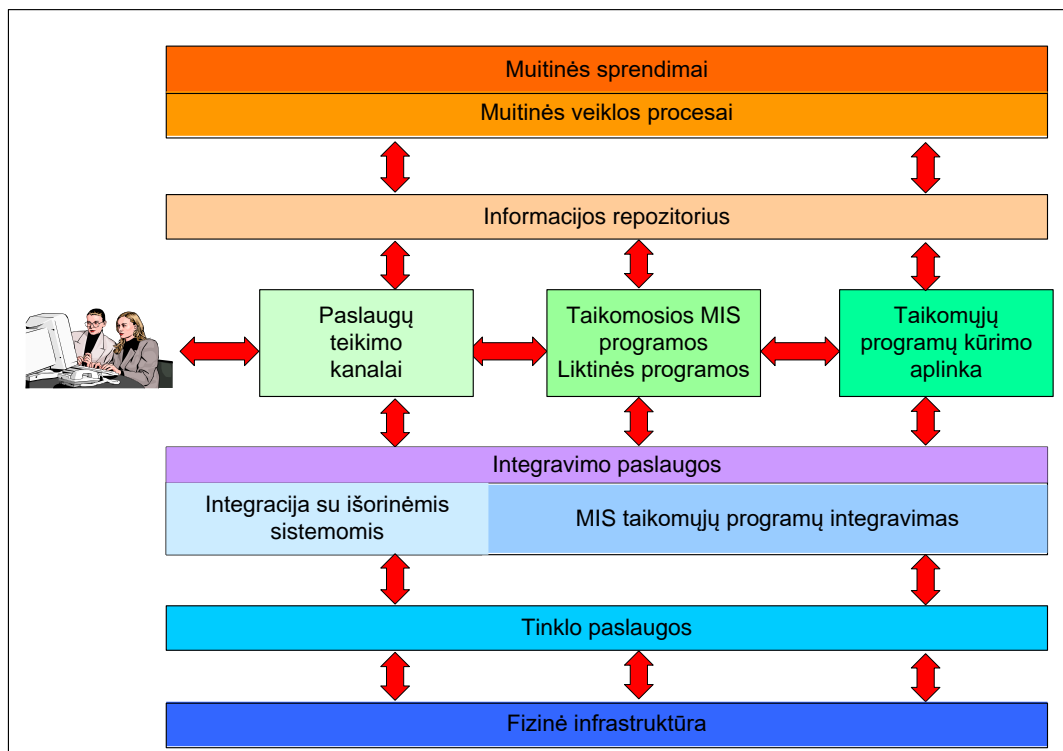 Muitinės sprendimai
Muitinės veiklos procesai
Informacijos repozitorius
Paslaugų
teikimo
kanalai
Taikomosios MIS
programos
Liktinės programos
Taikomųjų
programų kūrimo
aplinka
Integravimo paslaugos
Integracija su išorinėmis
sistemomis
MIS taikomųjų programų integravimas
Tinklo paslaugos
Fizinė infrastruktūra